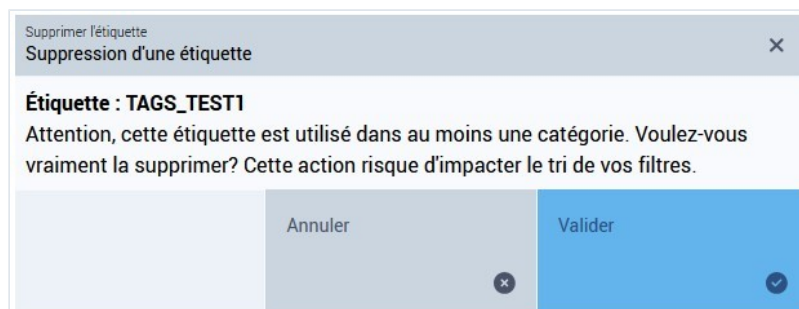 Supprimer l'étiquette
Suppression d'une étiquette
Étiquette : TAGS_TEST1
Attention, cette étiquette est utilisé dans au moins une catégorie. Voulez-vous
vraiment la supprimer? Cette action risque d'impacter le tri de vos filtres.
Annuler
Valider